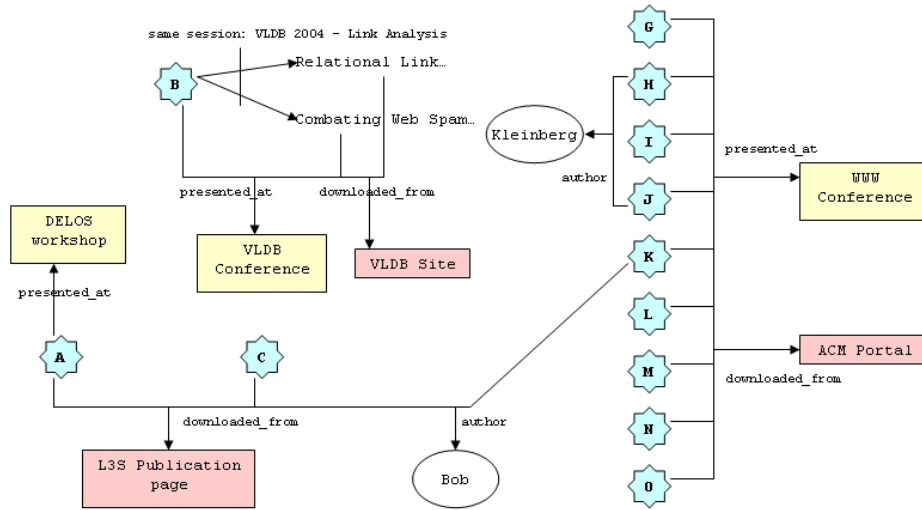 same session: VLDB 2004 - Link Analysis
Relational Link…
B
Combating Web Spam…
presented_at
downloaded_from
VLDB
Conference
VLDB Site
DELOS
workshop
presented_at
A
C
downloaded_from
author
L3S Publication
page
Bob
Kleinberg
author
G
H
I
J
K
L
M
N
O
presented_at
WWW
Conference
ACM Portal
downloaded_from